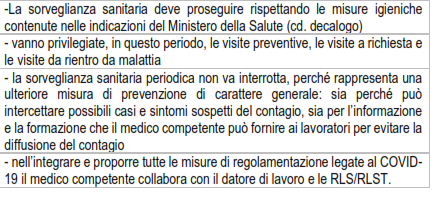 -La sorveglianza sanitaria deve proseguire rispettando le misure igieniche
contenute nelle indicazioni del Ministero della Salute (cd. decalogo)
- vanno privilegiate, in questo periodo, le visite preventive, le visite a richiesta e
le visite da rientro da malattia
- la sorveglianza sanitaria periodica non va interrotta, perché rappresenta una
ulteriore misura di prevenzione di carattere generale: sia perché può
intercettare possibili casi e sintomi sospetti del contagio, sia per l'informazione
e la formazione che il medico competente può fornire ai lavoratori per evitare la
diffusione del contagio
- nell'integrare e proporre tutte le misure di regolamentazione legate al COVID-
19 il medico competente collabora con il datore di lavoro e le RLS/RLST.